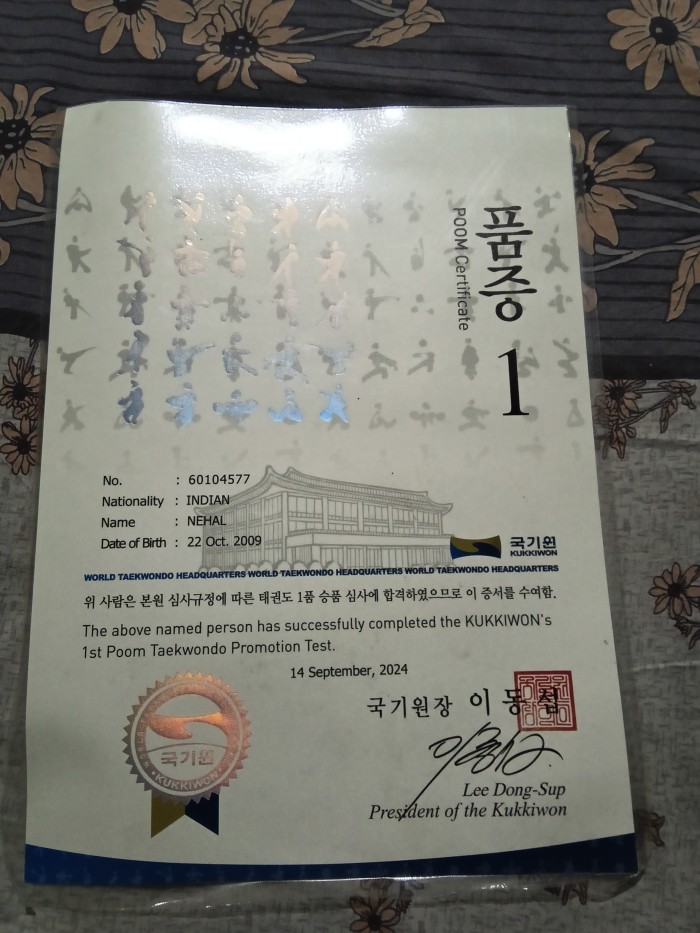 품증
POOM Certificate
1
No. : 60104577
Nationality : INDIAN
Name : NEHAL
Date of Birth : 22 Oct. 2009
국기원
KUKKIWON
WORLD TAEKWONDO HEADQUARTERS WORLD TAEKWONDO HEADQUARTERS WORLD TAEKWONDO HEADQUARTERS
위 사람은 본원 심사규정에 따른 태권도 1품 승품 심사에 합격하였으므로 이 증서를 수여함.
The above named person has successfully completed the KUKKIWON's
1st Poom Taekwondo Promotion Test.
14 September, 2024
국기원장 이동섭
국기원
KUKKIWON
Lee Dong-Sup
President of the Kukkiwon